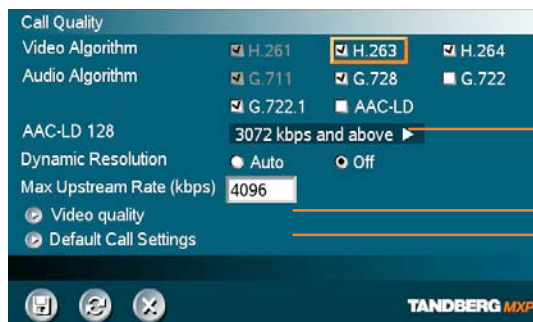 Call Quality
Video Algorithm H.261 H.263 H.264
Audio Algorithm G.711 G.728 G.722
G.722.1 AAC-LD
AAC-LD 128 3072 kbps and above
Dynamic Resolution Auto Off
Max Upstream Rate (kbps) 4096
Video quality
Default Call Settings
TANDBERG MXP